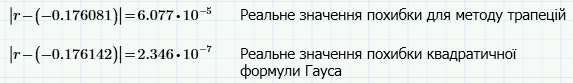 |r−(−0.176081)|=6.077•10⁻⁵ Реальне значення похибки для методу трапецій
|r−(−0.176142)|=2.346•10⁻⁷ Реальне значення похибки квадратичної
формули Гауса